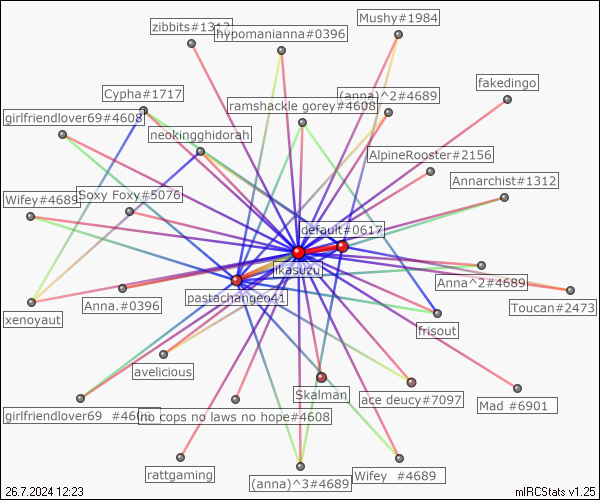 zibbits#1312
hypomanianna#0396
Mushy#1984
fakedingo
Cypha#1717
ramshackle gorey#4608
(anna)^2#4689
girlfriendlover69#4608
neokingghidorah
AlpineRooster#2156
Annarchist#1312
Wifey#4689
Soxy Foxy#5076
default#0617
ikasuzu
Anna.#0396
pastachangeo41
Anna^2#4689
Toucan#2473
xenoyaut
frisout
avelicious
Skalman
ace deucy#7097
Mad #6901
girlfriendlover69
no cops no laws no hope#4608
rattgaming
(anna)^3#4689
Wifey #4689
26.7.2024 12:23
mIRCStats v1.25